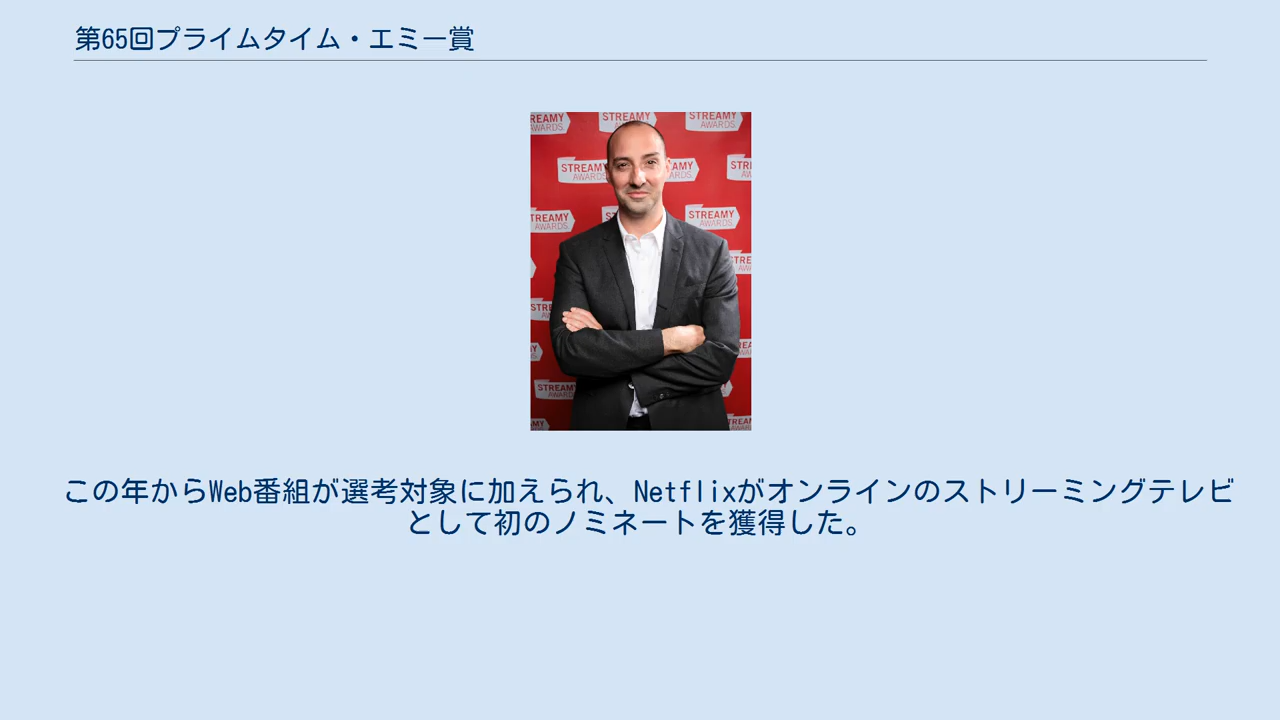 第65回プライムタイム・エミー賞
STREAMY
AWARDS.
この年からWeb番組が選考対象に加えられ、Netflixがオンラインのストリーミングテレビ
として初のノミネートを獲得した。